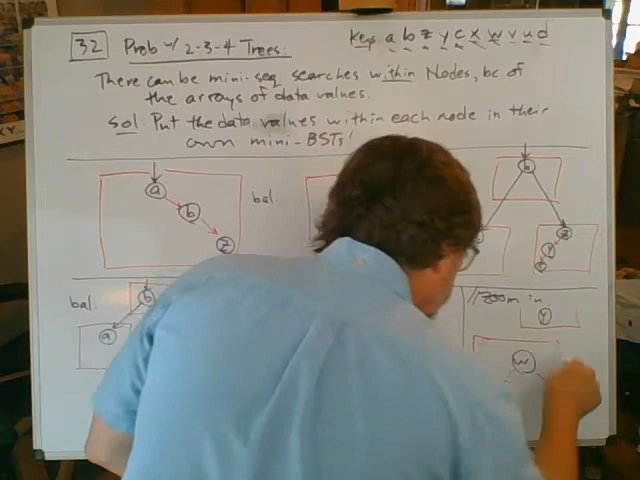 32 Prob w/ 2-3-4 Trees:
Keys a b z y c x w v u d
There can be mini-seq. searches within Nodes, bc of
the arrays of data values.
Sol: Put the data values within each node in their
own mini-BSTs!
a
b
z
bal.
b
z
y
c
bal.
b
a
// Zoom in
y
w